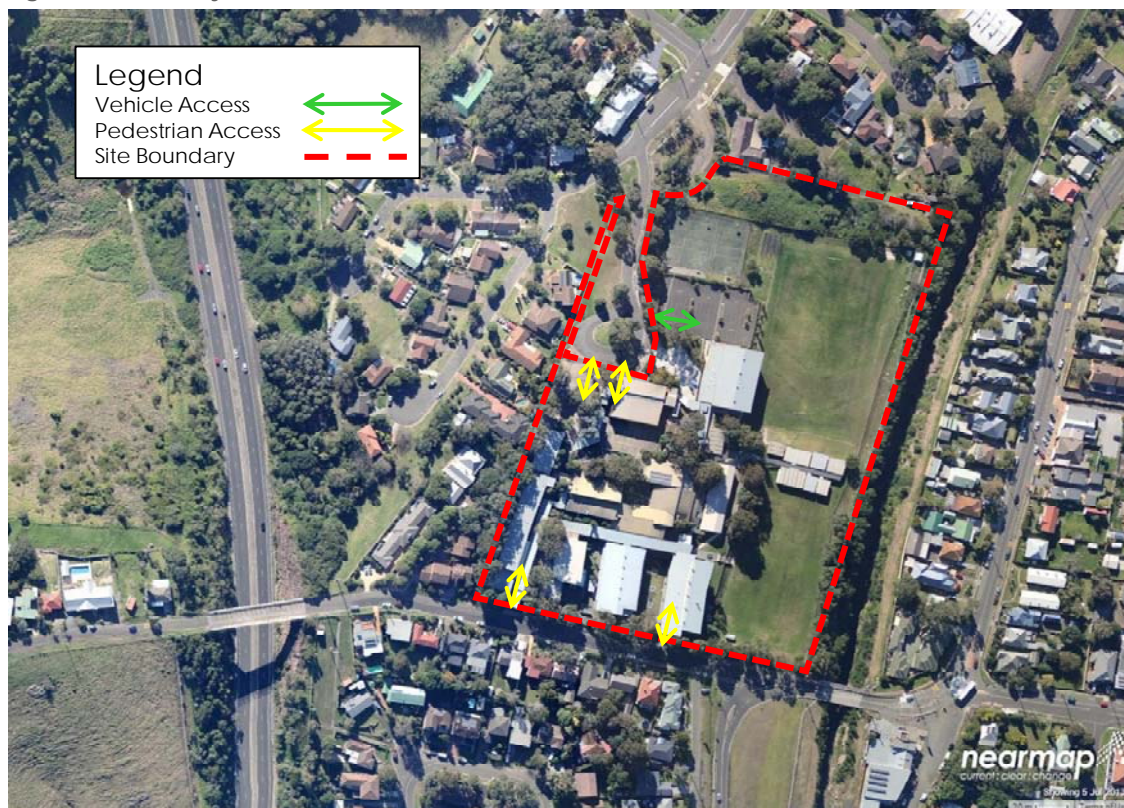 Legend
Vehicle Access
Pedestrian Access
Site Boundary
nearmap
current:clear:change